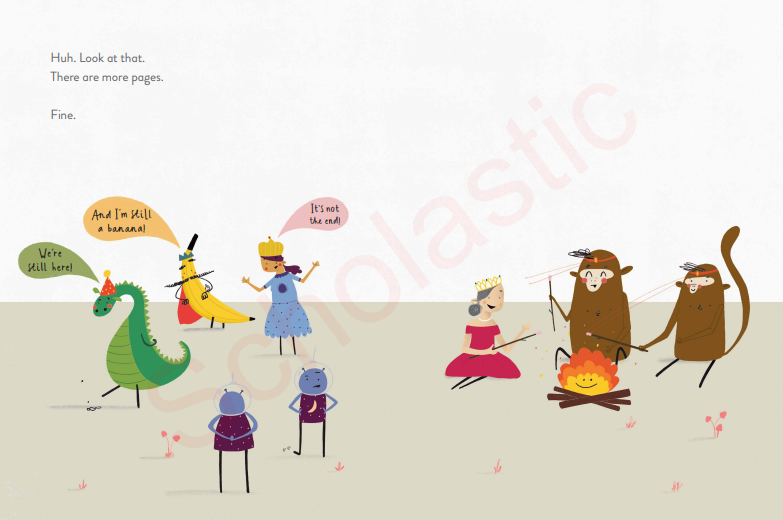 Huh. Look at that.
There are more pages.
Fine.
And I'm still
a banana!
It's not
the end!
We're
still here!
Scholastic